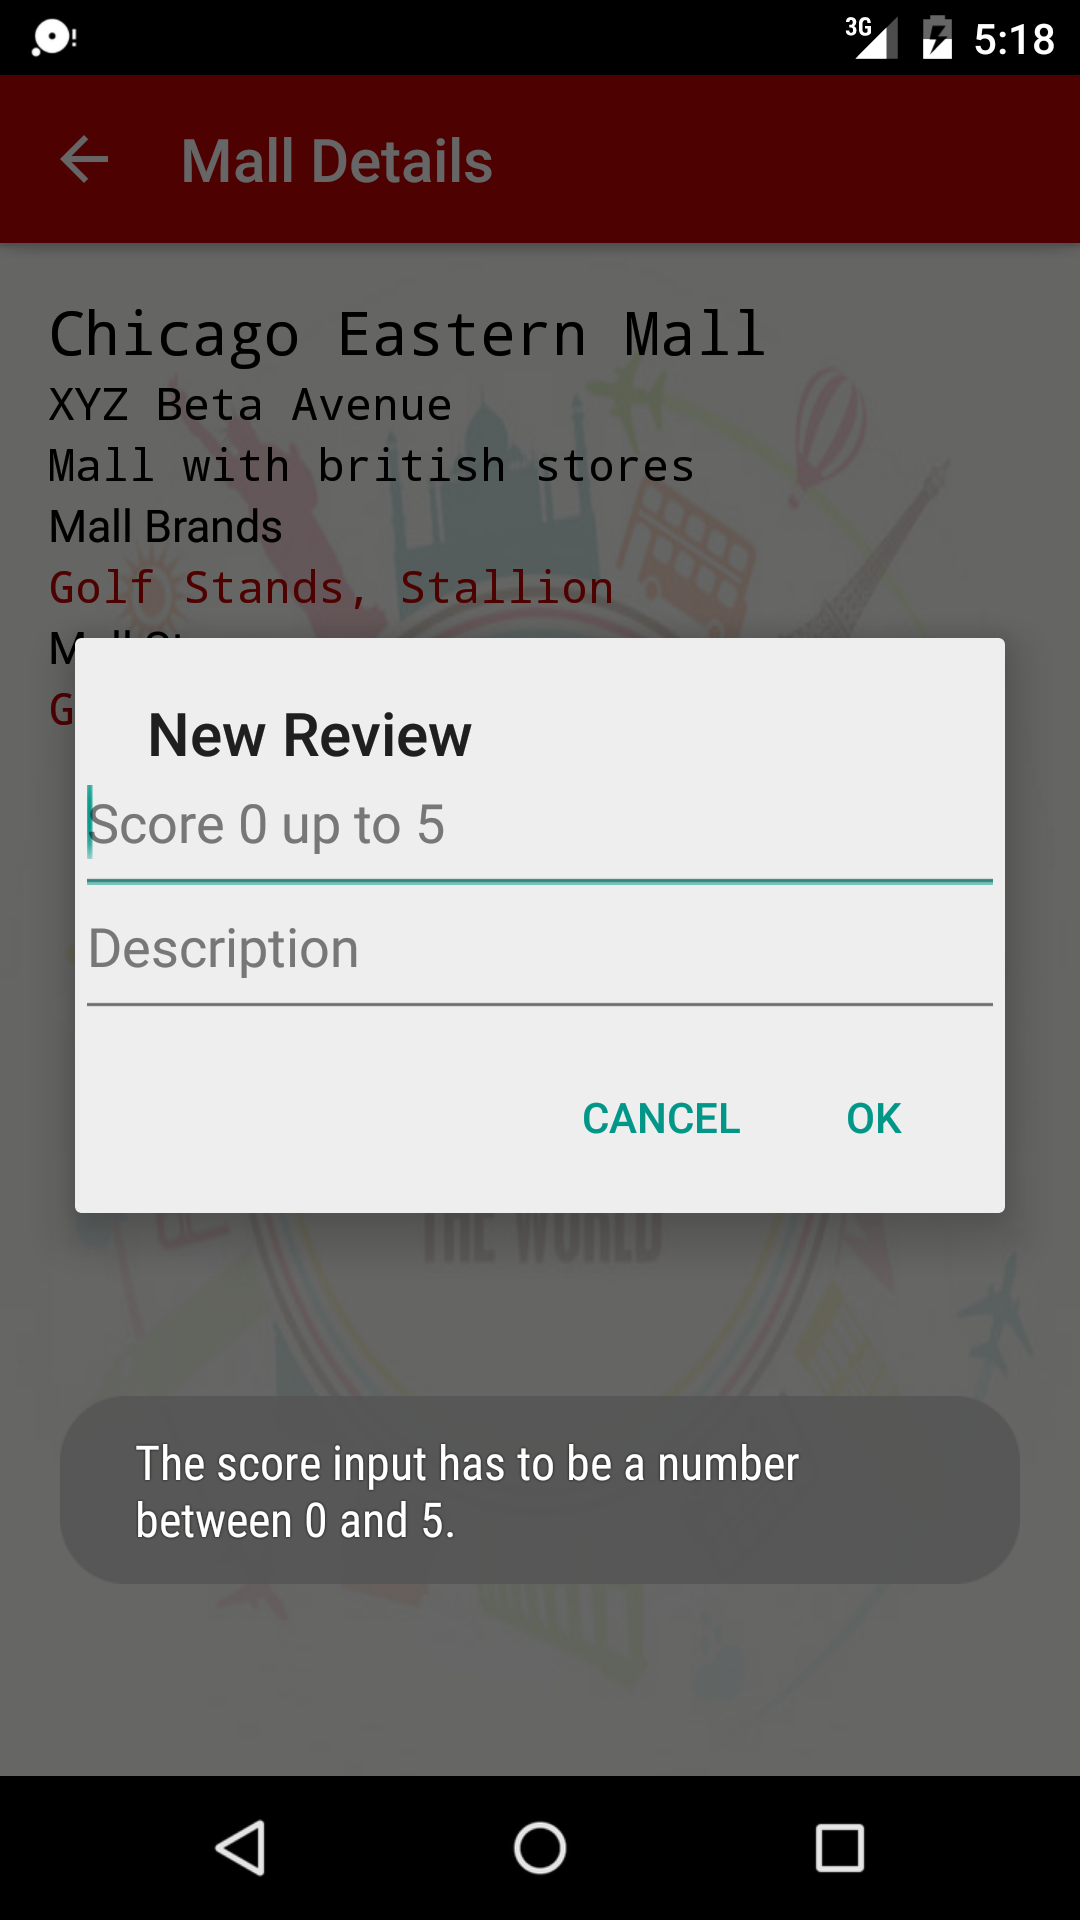 3G 5:18
Mall Details
Chicago Eastern Mall
XYZ Beta Avenue
Mall with british stores
Mall Brands
Golf Stands, Stallion
New Review
Score 0 up to 5
Description
CANCEL OK
THE WORLD
The score input has to be a number
between 0 and 5.